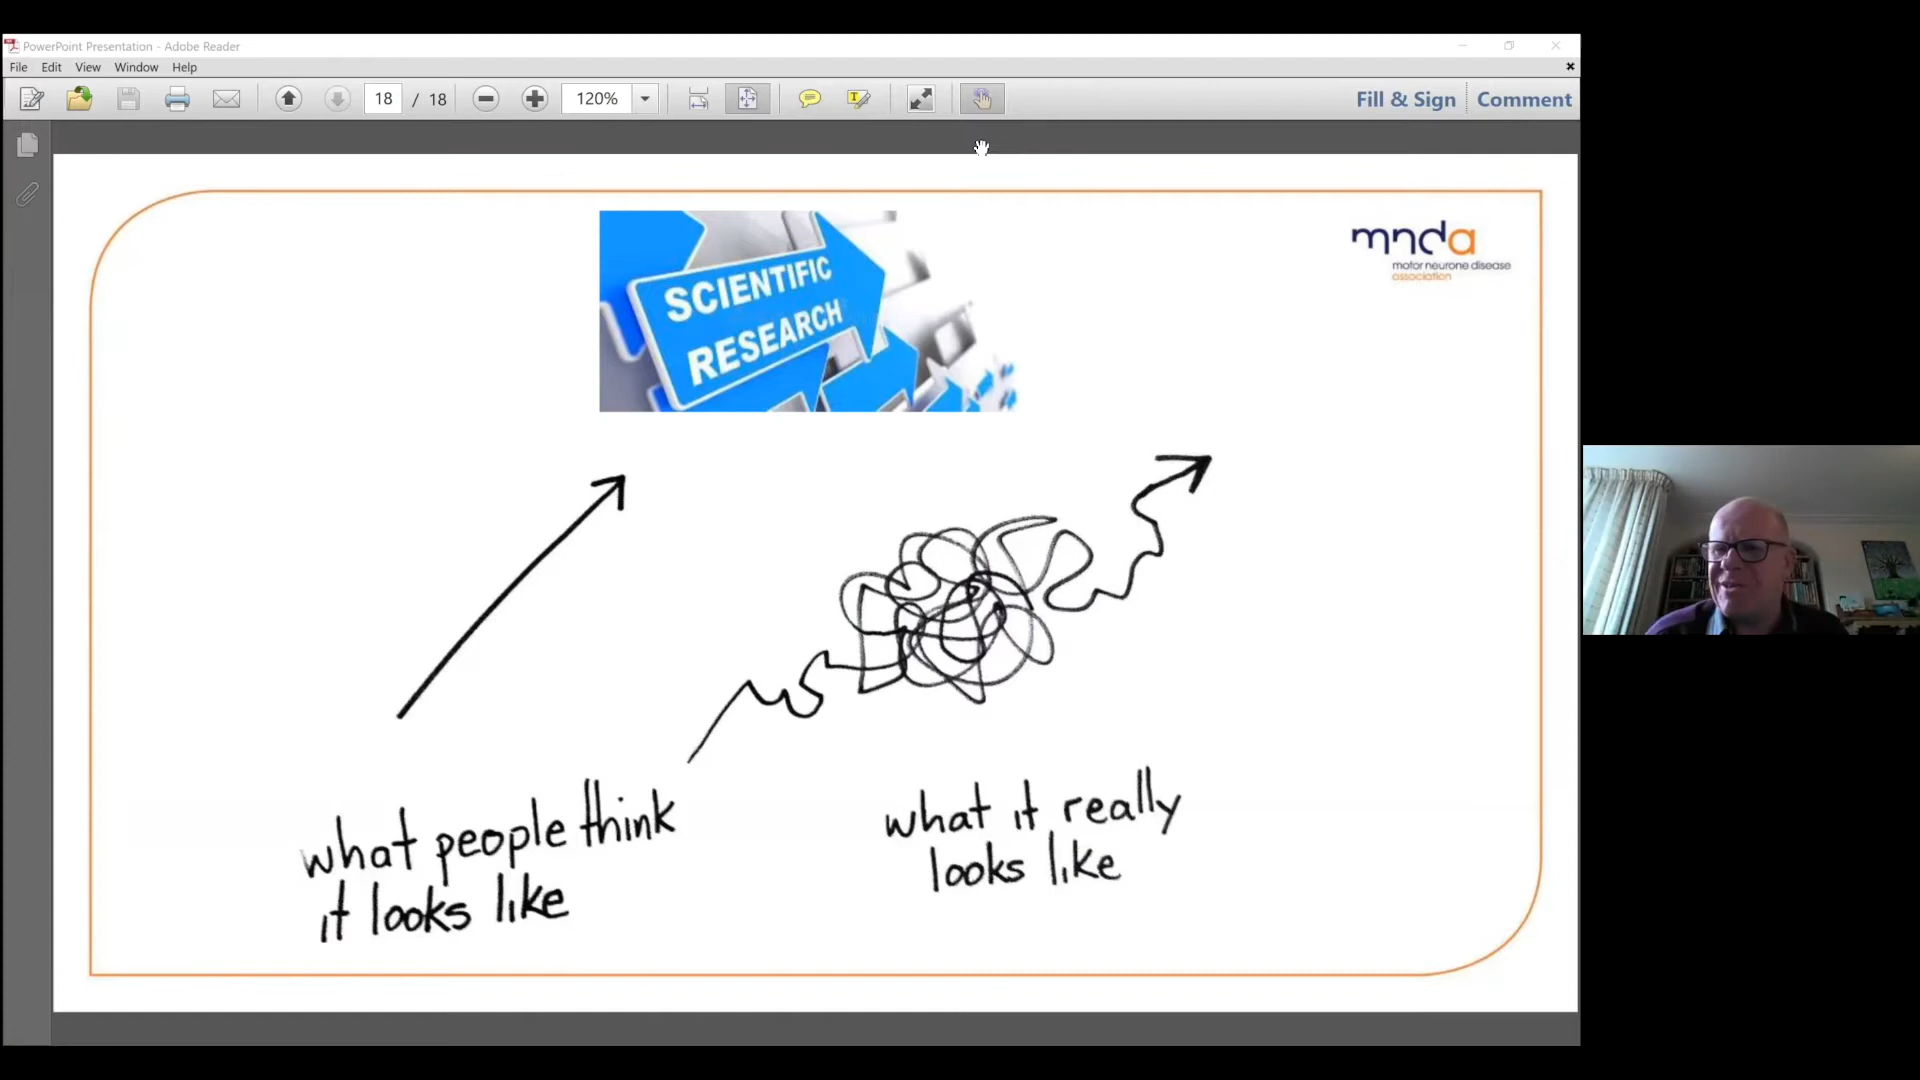 PowerPoint Presentation - Adobe Reader
File Edit View Window Help
18 / 18 120% Fill & Sign Comment
SCIENTIFIC
RESEARCH
mnda
motor neurone disease
association
what people think
it looks like
what it really
looks like